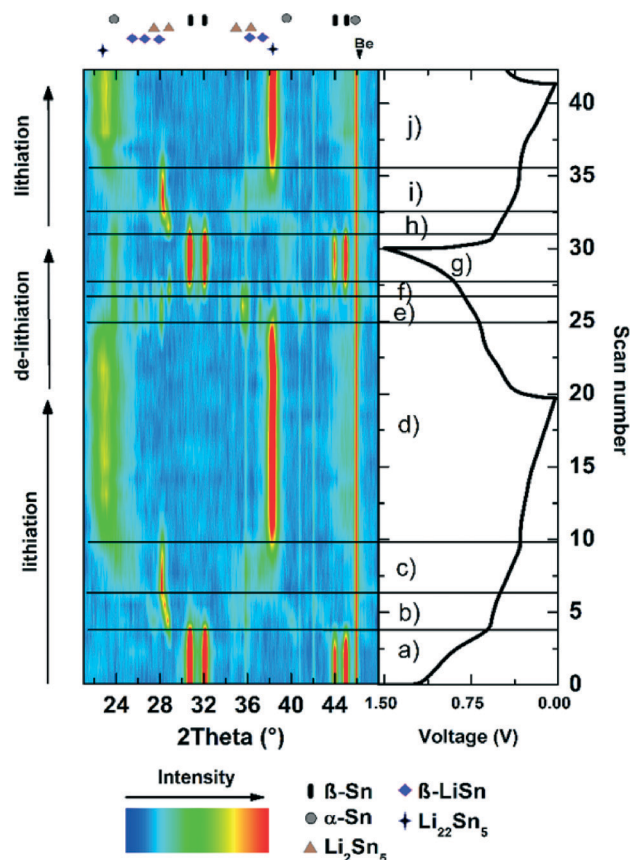 Be
lithiation
de-lithiation
lithiation
j)
i)
h)
g)
f)
e)
d)
c)
b)
a)
40
35
30
25
20
15
10
5
0
Scan number
24 28 32 36 40 44
1.50 0.75 0.00
2Theta (°)
Voltage (V)
Intensity
ß-Sn
ß-LiSn
α-Sn
Li22Sn5
Li2Sn5